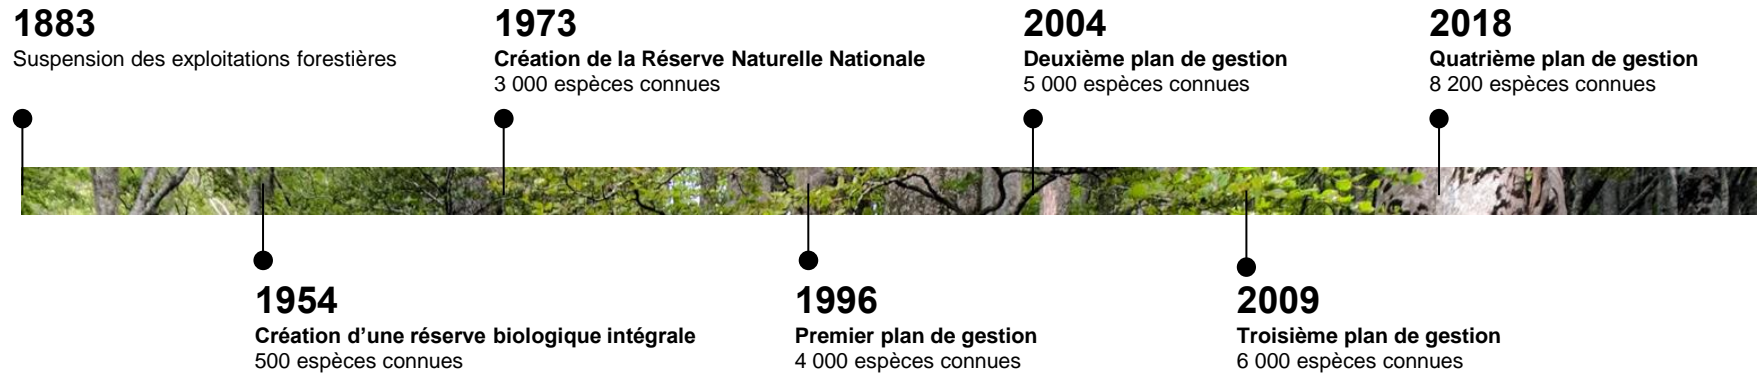 1883
Suspension des exploitations forestières
1954
Création d’une réserve biologique intégrale
500 espèces connues
1973
Création de la Réserve Naturelle Nationale
3 000 espèces connues
1996
Premier plan de gestion
4 000 espèces connues
2004
Deuxième plan de gestion
5 000 espèces connues
2009
Troisième plan de gestion
6 000 espèces connues
2018
Quatrième plan de gestion
8 200 espèces connues